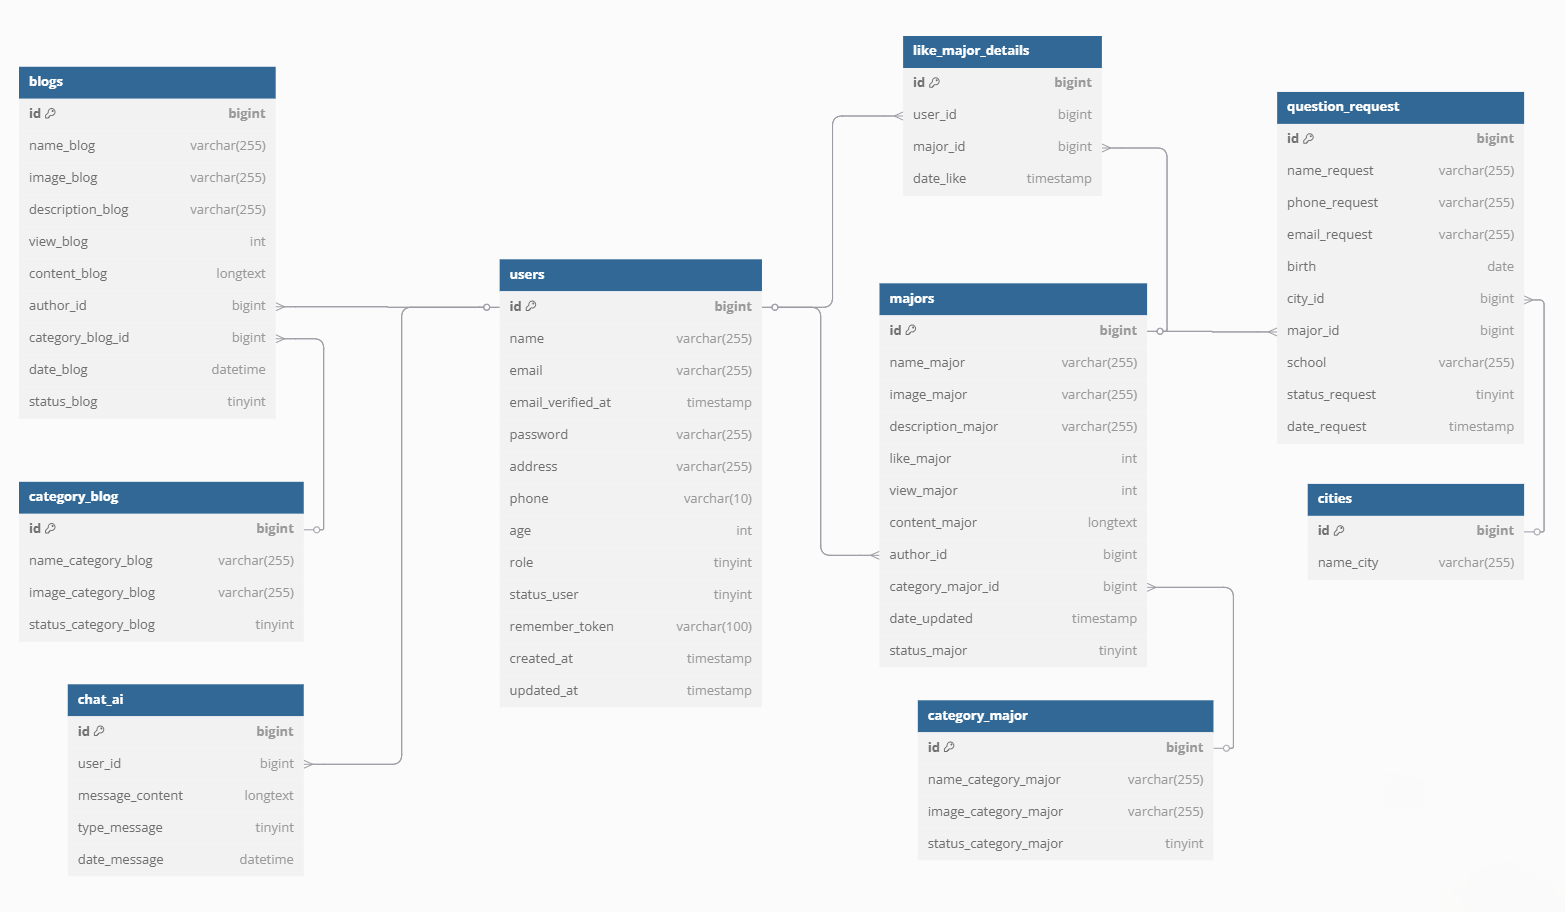 blogs
id bigint
name_blog varchar(255)
image_blog varchar(255)
description_blog varchar(255)
view_blog int
content_blog longtext
author_id bigint
category_blog_id bigint
date_blog datetime
status_blog tinyint
category_blog
id bigint
name_category_blog varchar(255)
image_category_blog varchar(255)
status_category_blog tinyint
chat_ai
id bigint
user_id bigint
message_content longtext
type_message tinyint
date_message datetime
users
id bigint
name varchar(255)
email varchar(255)
email_verified_at timestamp
password varchar(255)
address varchar(255)
phone varchar(10)
age int
role tinyint
status_user tinyint
remember_token varchar(100)
created_at timestamp
updated_at timestamp
like_major_details
id bigint
user_id bigint
major_id bigint
date_like timestamp
majors
id bigint
name_major varchar(255)
image_major varchar(255)
description_major varchar(255)
like_major int
view_major int
content_major longtext
author_id bigint
category_major_id bigint
date_updated timestamp
status_major tinyint
category_major
id bigint
name_category_major varchar(255)
image_category_major varchar(255)
status_category_major tinyint
question_request
id bigint
name_request varchar(255)
phone_request varchar(255)
email_request varchar(255)
birth date
city_id bigint
major_id bigint
school varchar(255)
status_request tinyint
date_request timestamp
cities
id bigint
name_city varchar(255)